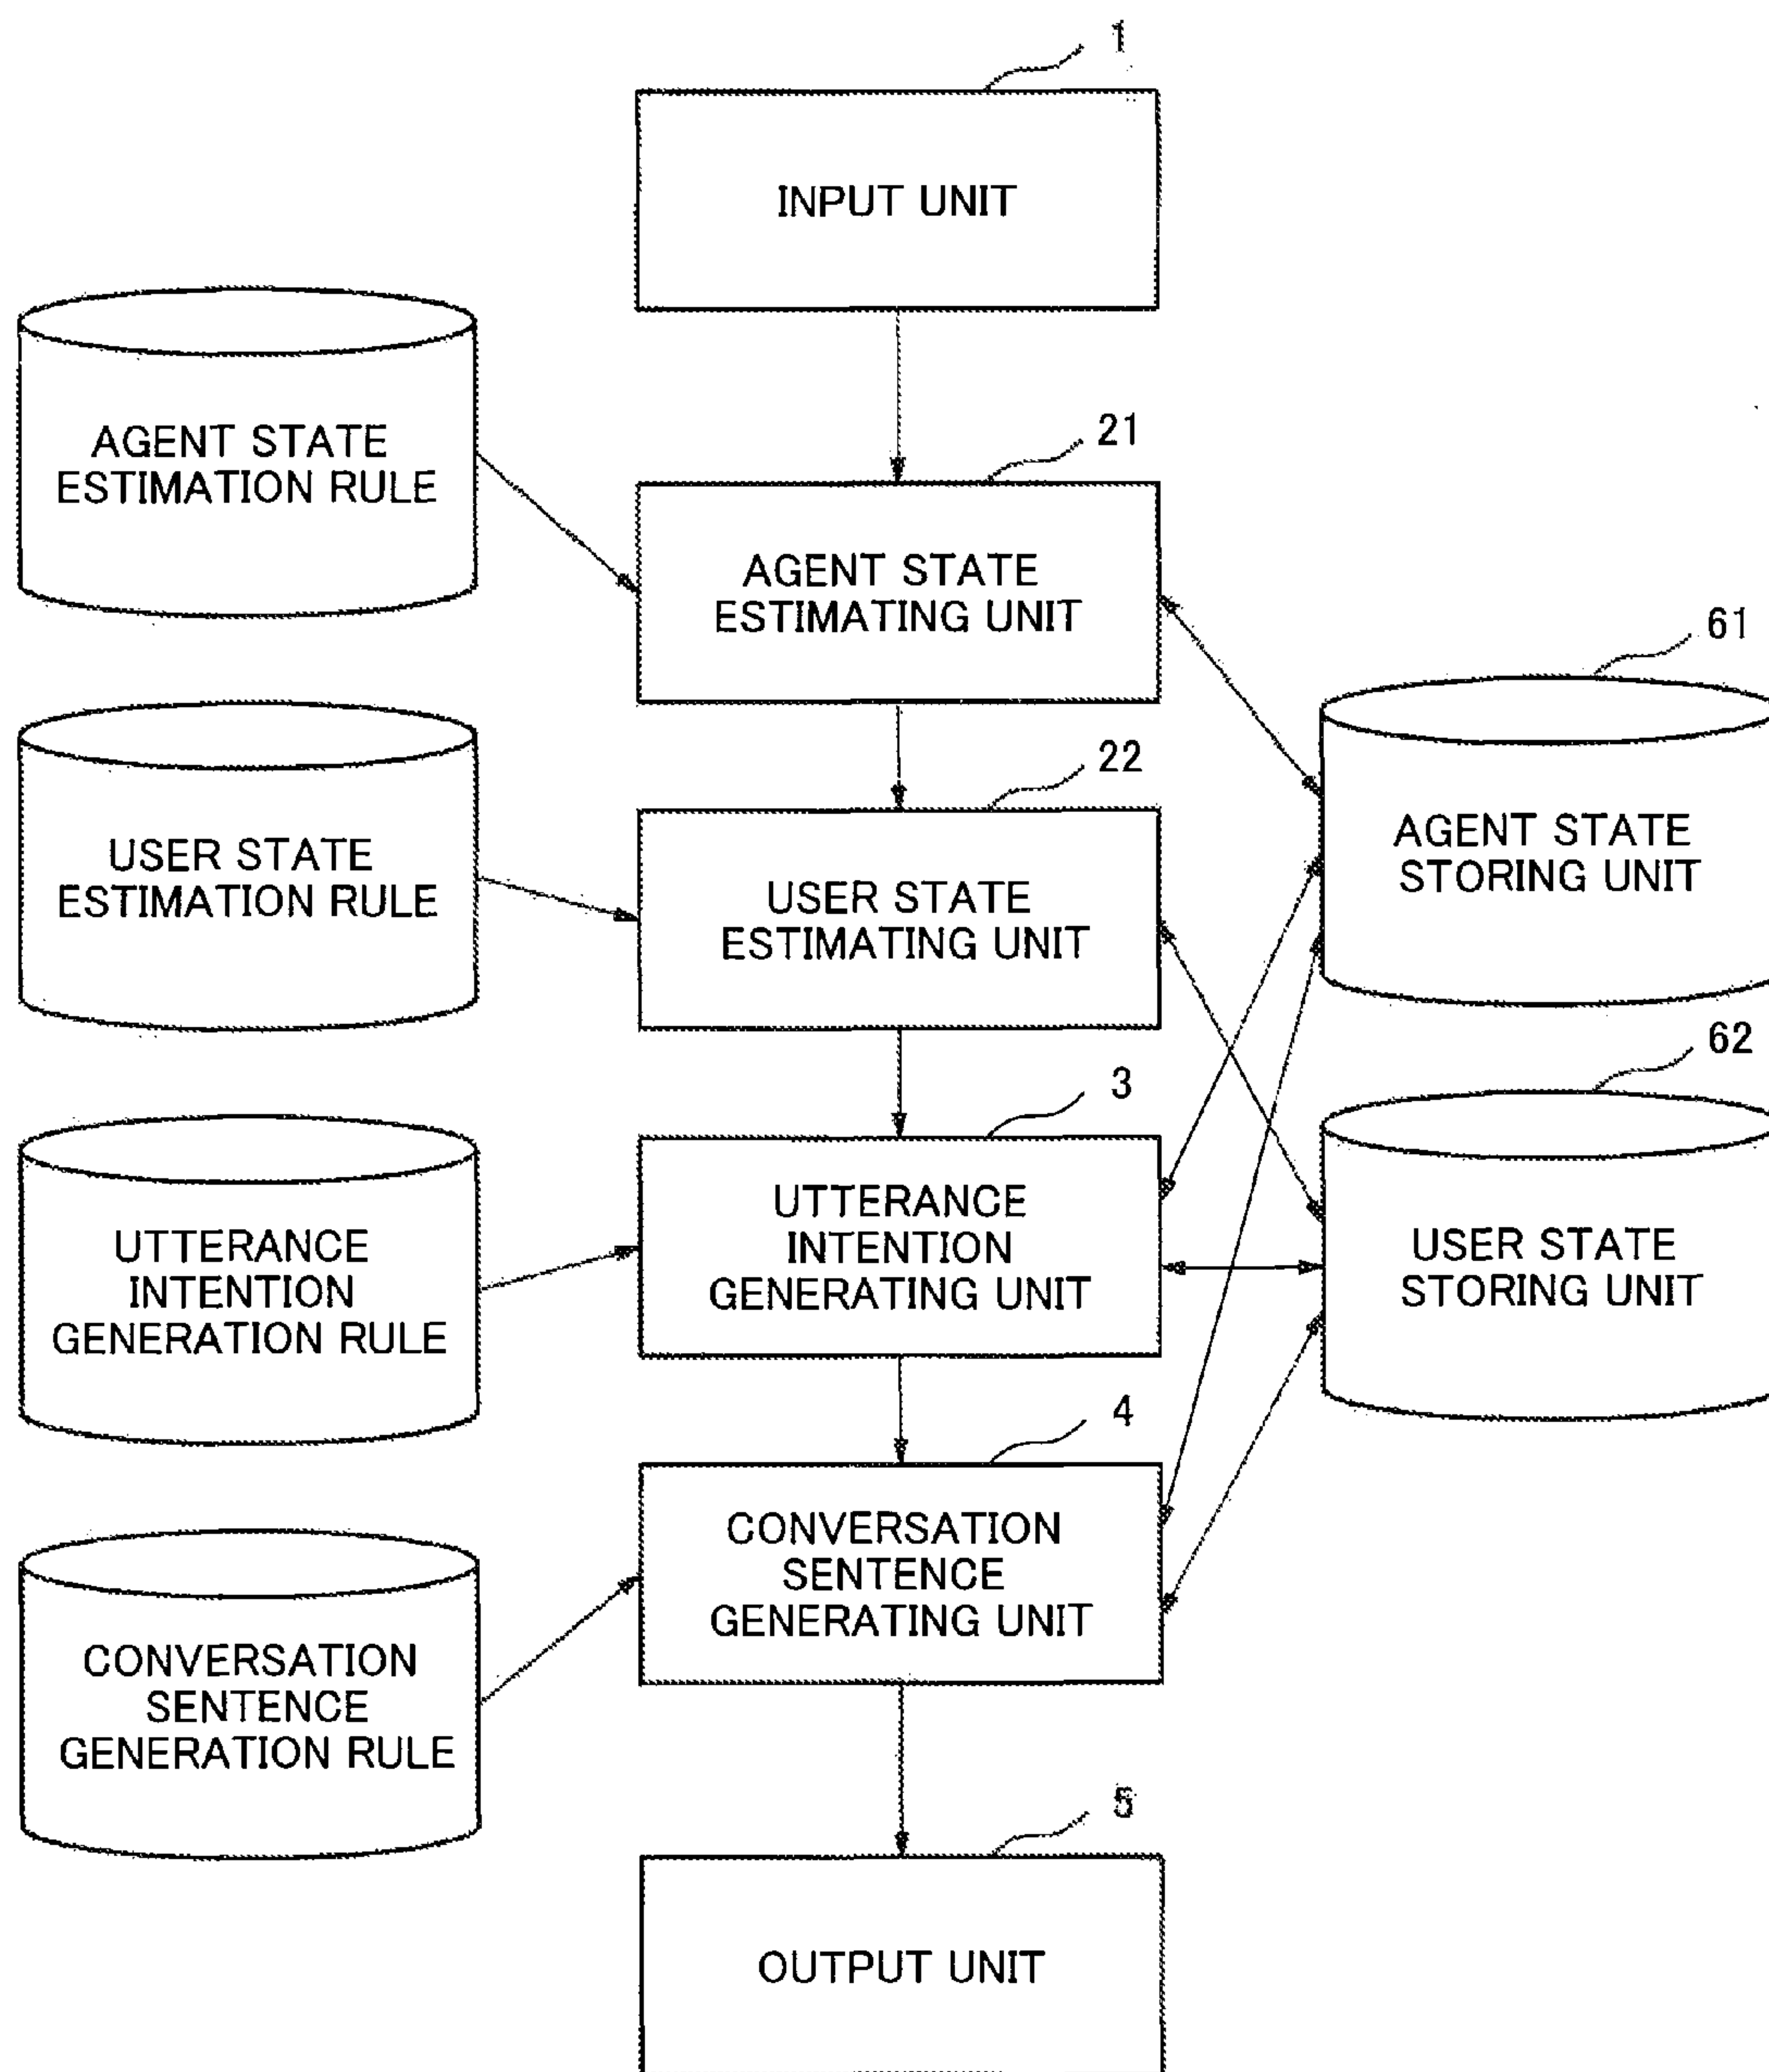 1
INPUT UNIT
AGENT STATE
ESTIMATION RULE
21
AGENT STATE
ESTIMATING UNIT
61
AGENT STATE
STORING UNIT
USER STATE
ESTIMATION RULE
22
USER STATE
ESTIMATING UNIT
62
USER STATE
STORING UNIT
UTTERANCE
INTENTION
GENERATION RULE
3
UTTERANCE
INTENTION
GENERATING UNIT
4
CONVERSATION
SENTENCE
GENERATING UNIT
CONVERSATION
SENTENCE
GENERATION RULE
5
OUTPUT UNIT